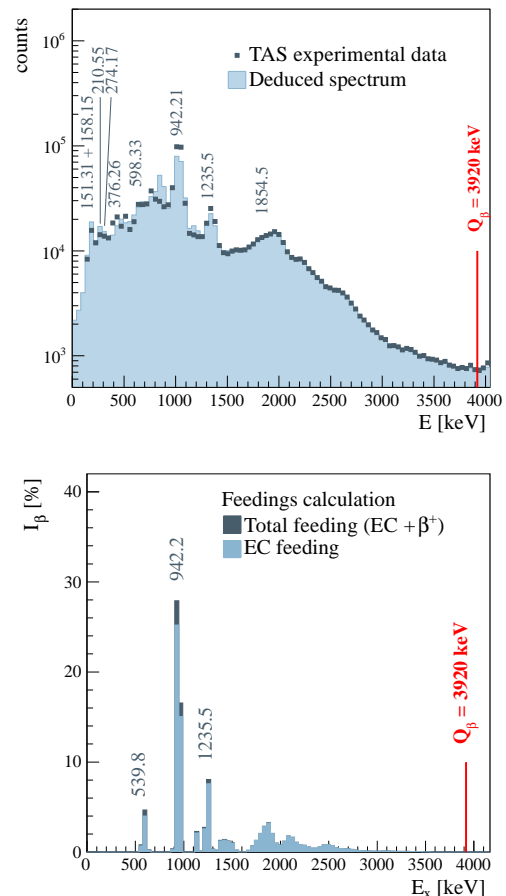 counts
10⁶
10⁵
10⁴
10³
TAS experimental data
Deduced spectrum
151.31 + 158.15
210.55
274.17
376.26
598.33
942.21
1235.5
1854.5
Q_β = 3920 keV
0 500 1000 1500 2000 2500 3000 3500 4000
E [keV]
I_β [%]
40
30
20
10
0
Feedings calculation
Total feeding (EC + β⁺)
EC feeding
539.8
942.2
1235.5
Q_β = 3920 keV
0 500 1000 1500 2000 2500 3000 3500 4000
E_x [keV]